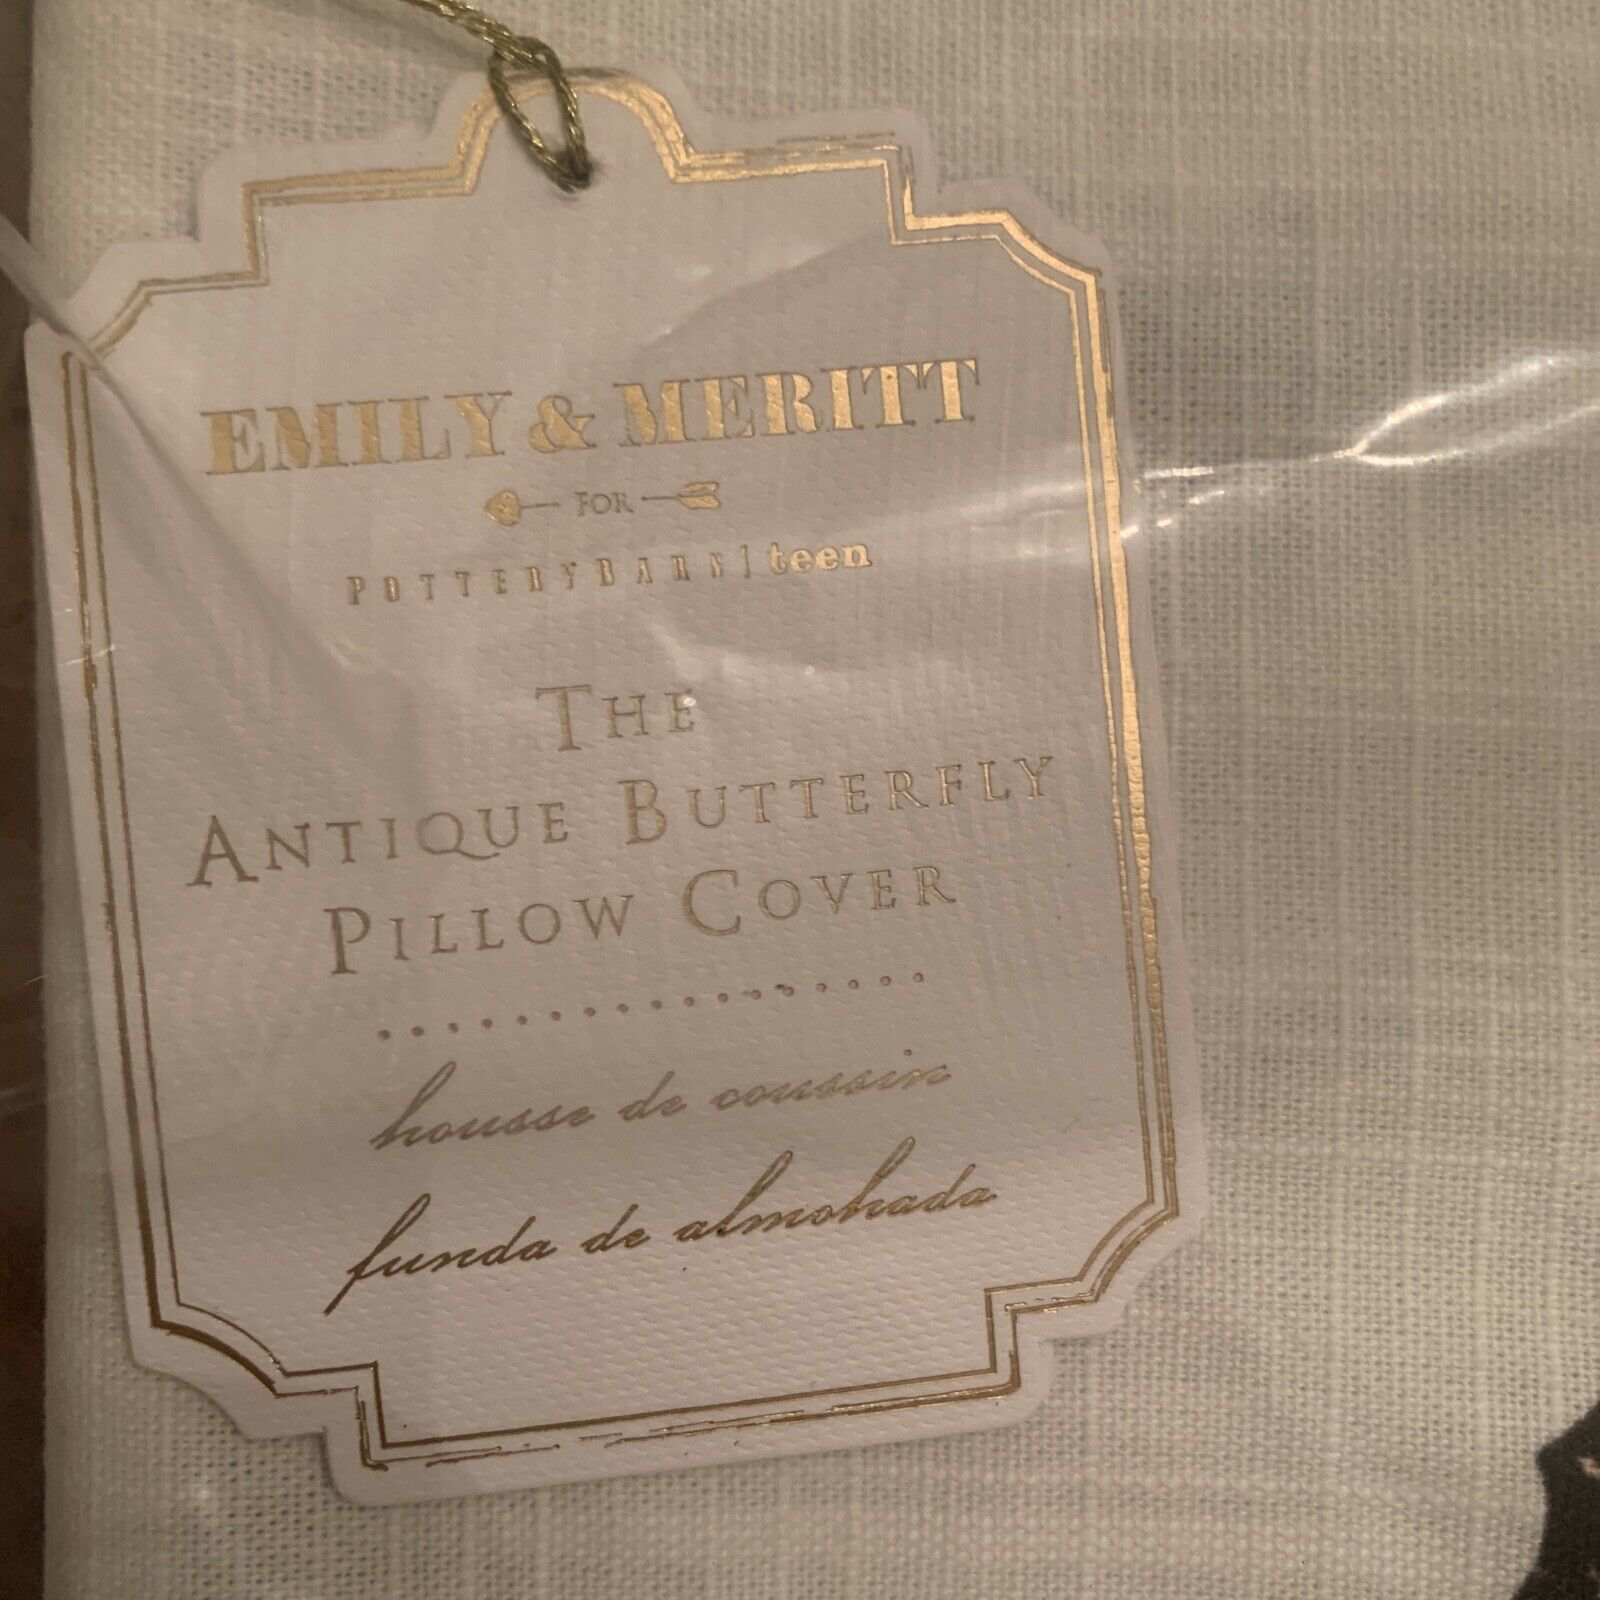 EMILY & MERITT
FOR
POTTERYBARN | teen
THE
ANTIQUE BUTTERFLY
PILLOW COVER
housse de coussin
funda de almohada